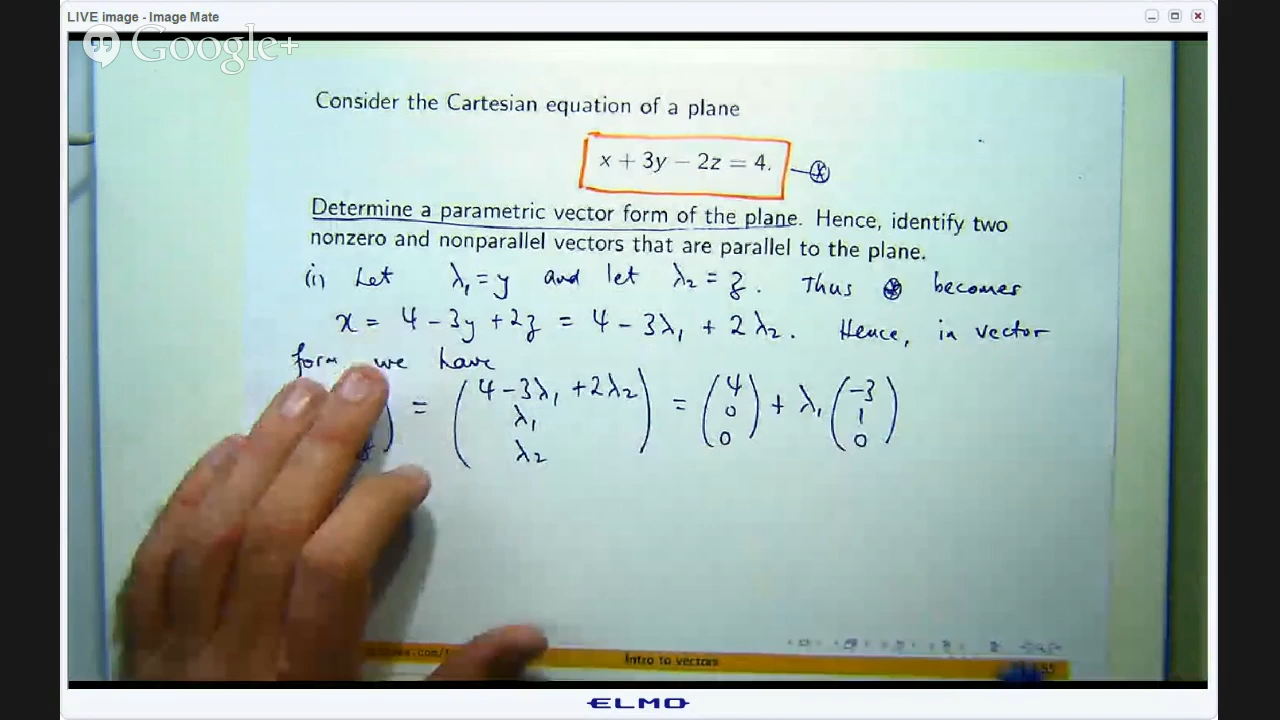 LIVE image - Image Mate
Google+
Consider the Cartesian equation of a plane
x + 3y − 2z = 4. —⊛
Determine a parametric vector form of the plane. Hence, identify two
nonzero and nonparallel vectors that are parallel to the plane.
(i) Let λ₁ = y and let λ₂ = z. Thus ⊛ becomes
x = 4 − 3y + 2z = 4 − 3λ₁ + 2λ₂. Hence, in vector
form we have
= ( 4 − 3λ₁ + 2λ₂ ) = ( 4 ) + λ₁ ( −3 )
λ₁ 0 1
λ₂ 0 0
Intro to vectors
55
ELMO